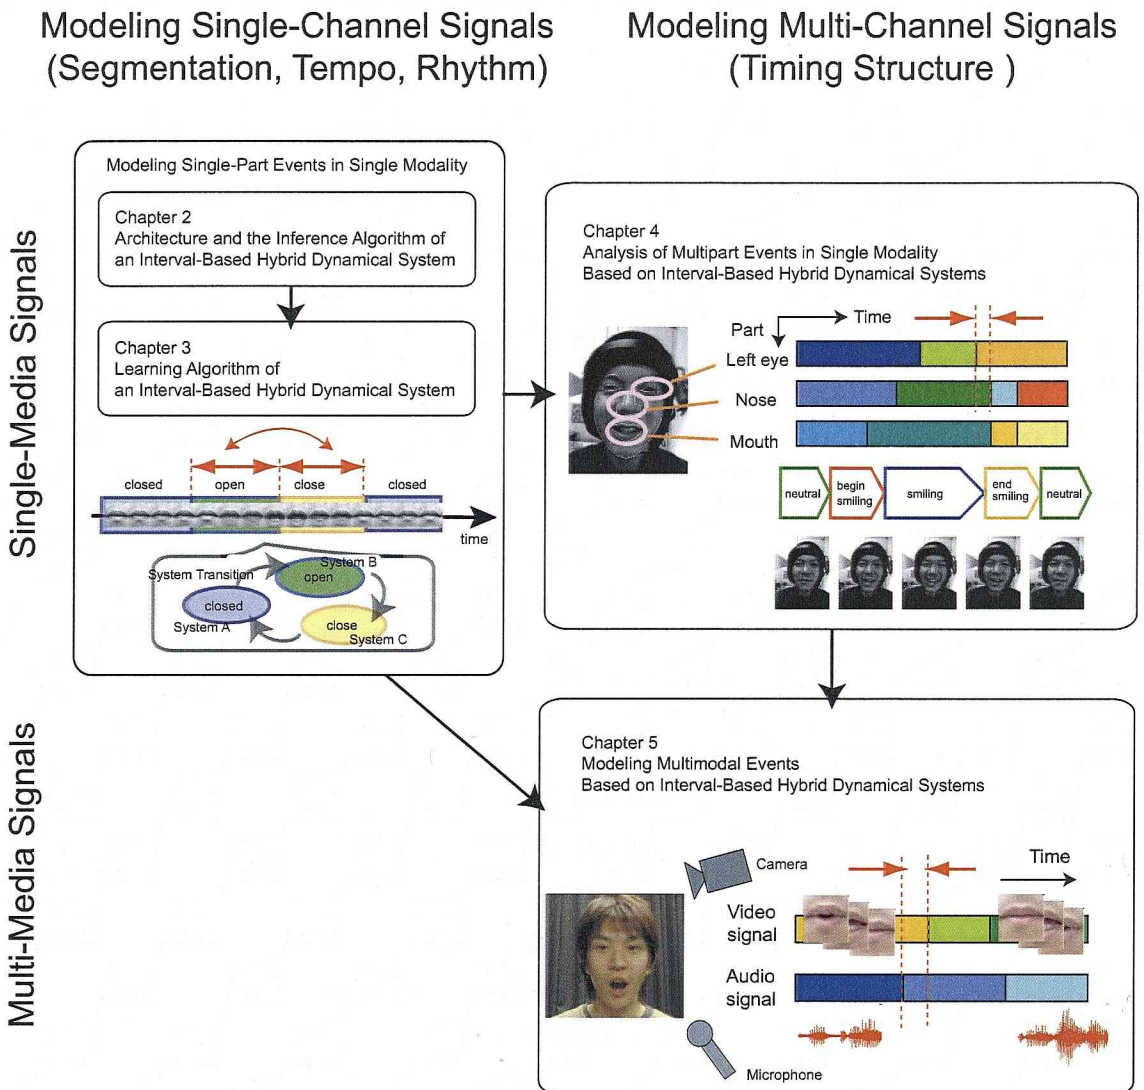 Modeling Single-Channel Signals
(Segmentation, Tempo, Rhythm)
Modeling Multi-Channel Signals
(Timing Structure )
Single-Media Signals
Multi-Media Signals
Modeling Single-Part Events in Single Modality
Chapter 2
Architecture and the Inference Algorithm of
an Interval-Based Hybrid Dynamical System
Chapter 3
Learning Algorithm of
an Interval-Based Hybrid Dynamical System
closed
open
close
closed
time
System Transition
System B
open
closed
System A
close
System C
Chapter 4
Analysis of Multipart Events in Single Modality
Based on Interval-Based Hybrid Dynamical Systems
Part
Time
Left eye
Nose
Mouth
neutral
begin
smiling
smiling
end
smiling
neutral
Chapter 5
Modeling Multimodal Events
Based on Interval-Based Hybrid Dynamical Systems
Camera
Time
Video
signal
Audio
signal
Microphone